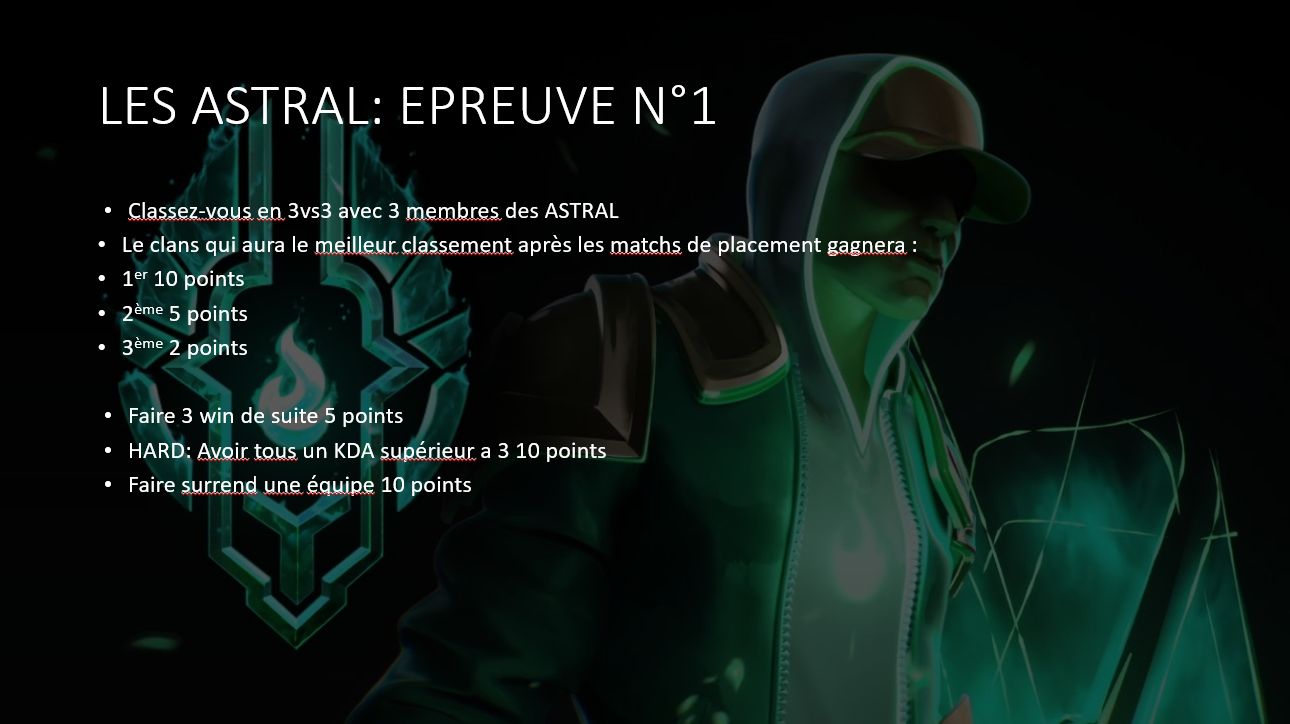 LES ASTRAL: EPREUVE N°1
• Classez-vous en 3vs3 avec 3 membres des ASTRAL
• Le clans qui aura le meilleur classement après les matchs de placement gagnera :
• 1er 10 points
• 2ème 5 points
• 3ème 2 points
• Faire 3 win de suite 5 points
• HARD: Avoir tous un KDA supérieur a 3 10 points
• Faire surrend une équipe 10 points